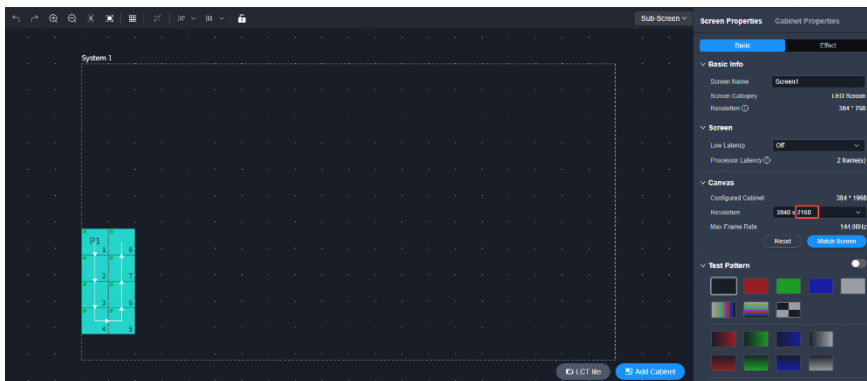 Sub-Screen
Screen Properties Cabinet Properties
Basic Effect
System 1
Basic Info
Screen Name Screen1
Screen Category LED Screen
Resolution 384 * 768
Screen
Low Latency Off
Processor Latency 2 frame(s)
Canvas
Configured Cabinet 384 * 1968
Resolution 3840 x 2160
Max Frame Rate 144.00Hz
Reset Match Screen
Test Pattern
P1
1 8
2 7
3 6
4 5
LCT file Add Cabinet